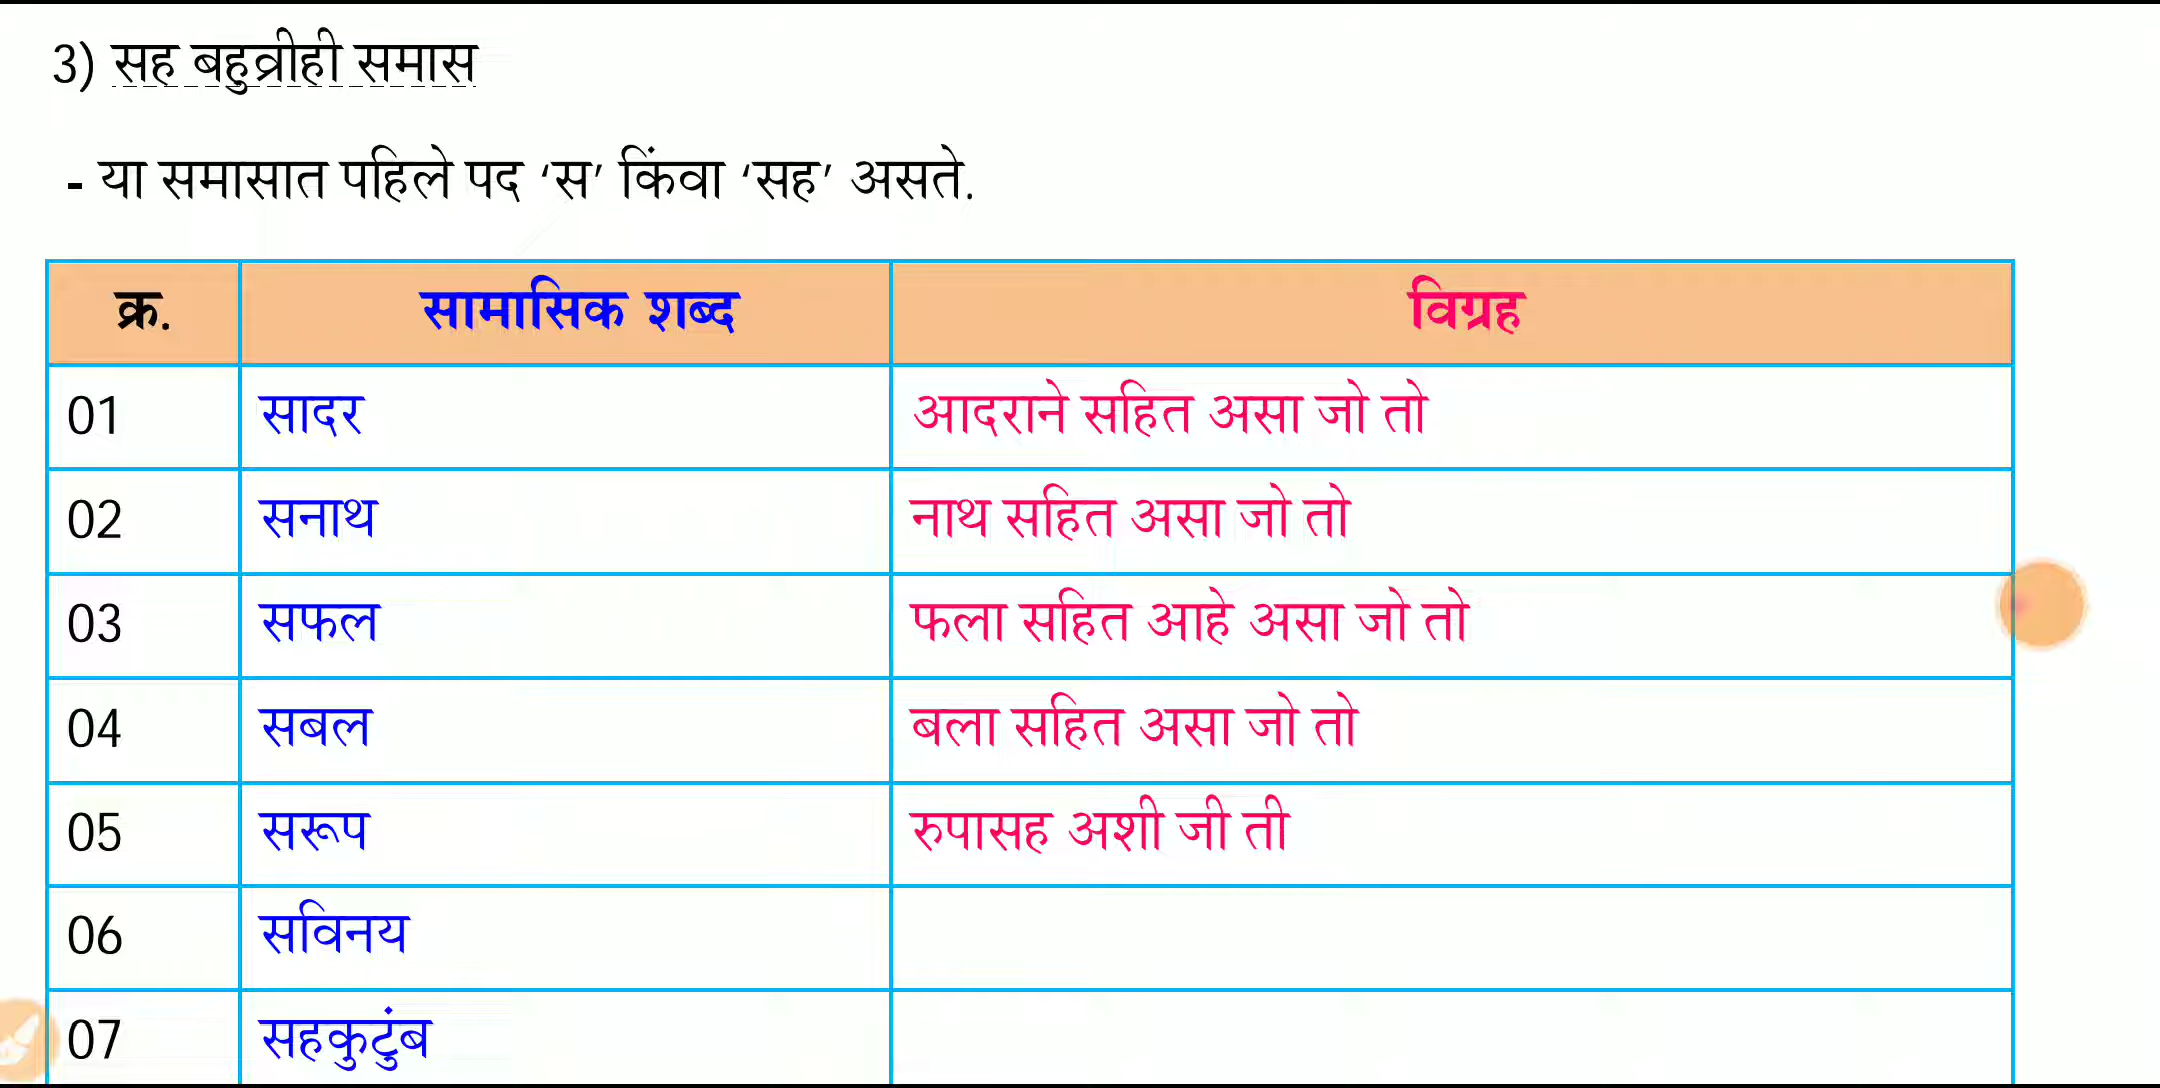 3) सह बहुव्रीही समास
- या समासात पहिले पद ‘स’ किंवा ‘सह’ असते.
क्र. सामासिक शब्द विग्रह
01 सादर आदराने सहित असा जो तो
02 सनाथ नाथ सहित असा जो तो
03 सफल फला सहित आहे असा जो तो
04 सबल बला सहित असा जो तो
05 सरूप रुपासह अशी जी ती
06 सविनय
07 सहकुटुंब